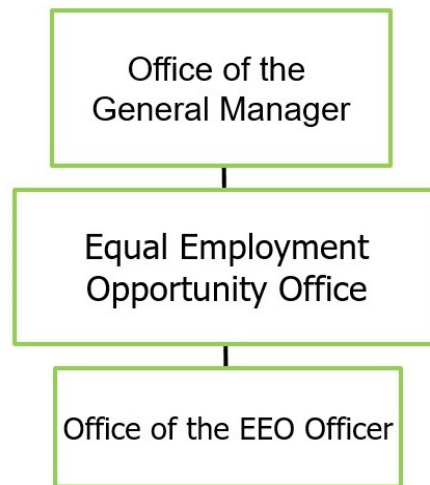 Office of the
General Manager
Equal Employment
Opportunity Office
Office of the EEO Officer